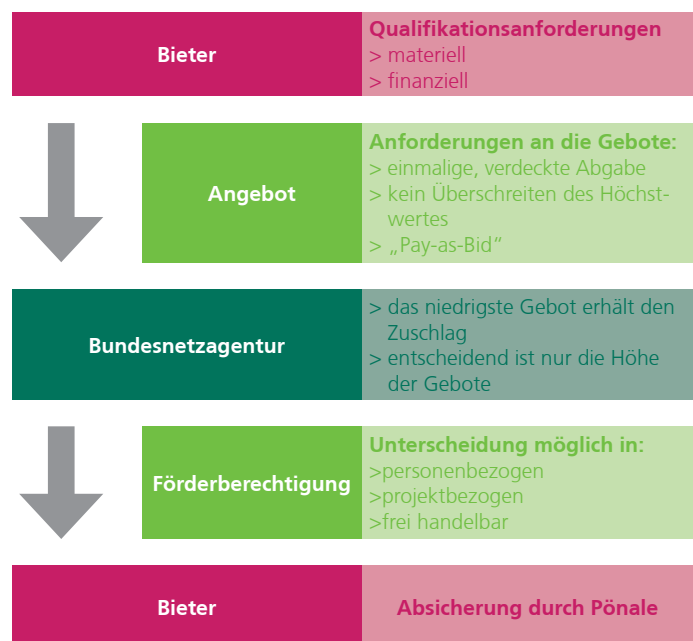 Bieter
Qualifikationsanforderungen
> materiell
> finanziell
Angebot
Anforderungen an die Gebote:
> einmalige, verdeckte Abgabe
> kein Überschreiten des Höchst-
wertes
> „Pay-as-Bid“
Bundesnetzagentur
> das niedrigste Gebot erhält den
Zuschlag
> entscheidend ist nur die Höhe
der Gebote
Förderberechtigung
Unterscheidung möglich in:
>personenbezogen
>projektbezogen
>frei handelbar
Bieter
Absicherung durch Pönale